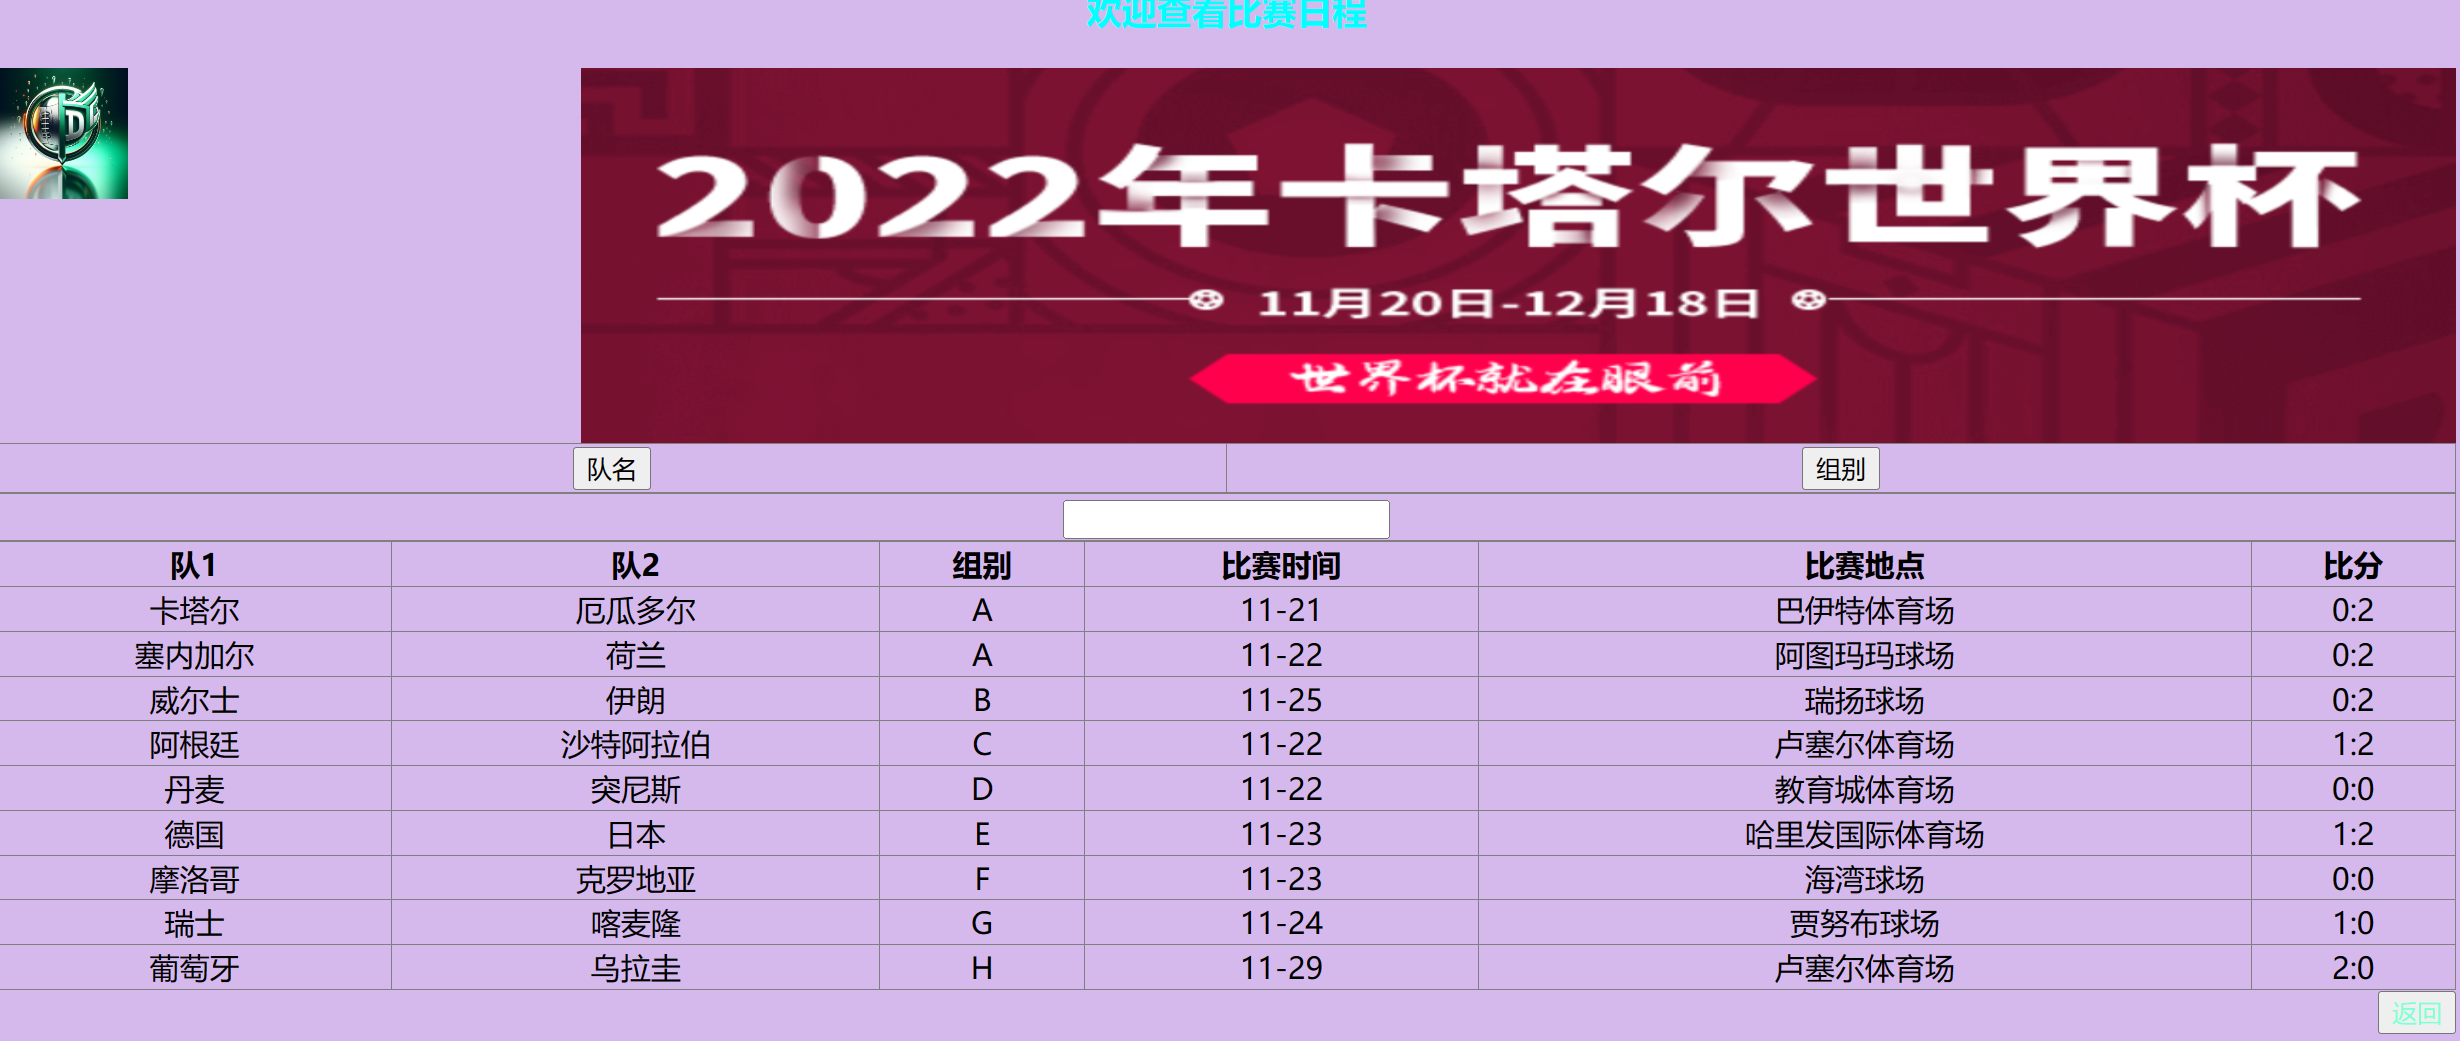 欢迎查看比赛日程
D
2022年卡塔尔世界杯
11月20日-12月18日
世界杯就在眼前
队名 组别
队1 队2 组别 比赛时间 比赛地点 比分
卡塔尔 厄瓜多尔 A 11-21 巴伊特体育场 0:2
塞内加尔 荷兰 A 11-22 阿图玛玛球场 0:2
威尔士 伊朗 B 11-25 瑞扬球场 0:2
阿根廷 沙特阿拉伯 C 11-22 卢塞尔体育场 1:2
丹麦 突尼斯 D 11-22 教育城体育场 0:0
德国 日本 E 11-23 哈里发国际体育场 1:2
摩洛哥 克罗地亚 F 11-23 海湾球场 0:0
瑞士 喀麦隆 G 11-24 贾努布球场 1:0
葡萄牙 乌拉圭 H 11-29 卢塞尔体育场 2:0
返回